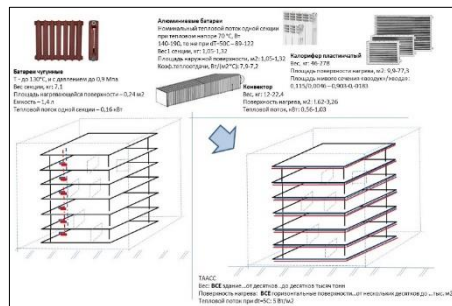 Алюминиевые батареи
Номинальный тепловой поток одной секции
при тепловом напоре 70 °С, Вт
140-190, то же при dT=50С – 89-122
Вес1 секции, кг: 1,05-1,32
Площадь наружной поверхности, м2: 1,05-1,32
Коэф.теплоотдачи, Вт/(м2°С): 7,0-7,2
Батареи чугунные
Т - до 130°С, и с давлением до 0,9 Мпа
Вес секции, кг: 7,1
Площадь нагревающейся поверхности – 0,24 м2
Емкость – 1,4 л
Тепловой поток одной секции – 0,16 кВт
Конвектор
Вес, кг: 12-22,4
Поверхность нагрева, м2: 1,62-3,26
Тепловой поток, кВт: 0,56-1,03
Калорифер пластинчатый
Вес, кг: 46-278
Площадь поверхности нагрева, м2: 9,9-77,3
Площадь живого сечения «воздух»/«вода»:
ТААСС
Вес: ВСЕ здание...от десятков ..до десятков тысяч тонн
Поверхность нагрева: ВСЕ горизонтальные поверхности...от нескольких десятков до ...тыс. м2
Тепловой поток при dT=5С: 5 Вт/м2